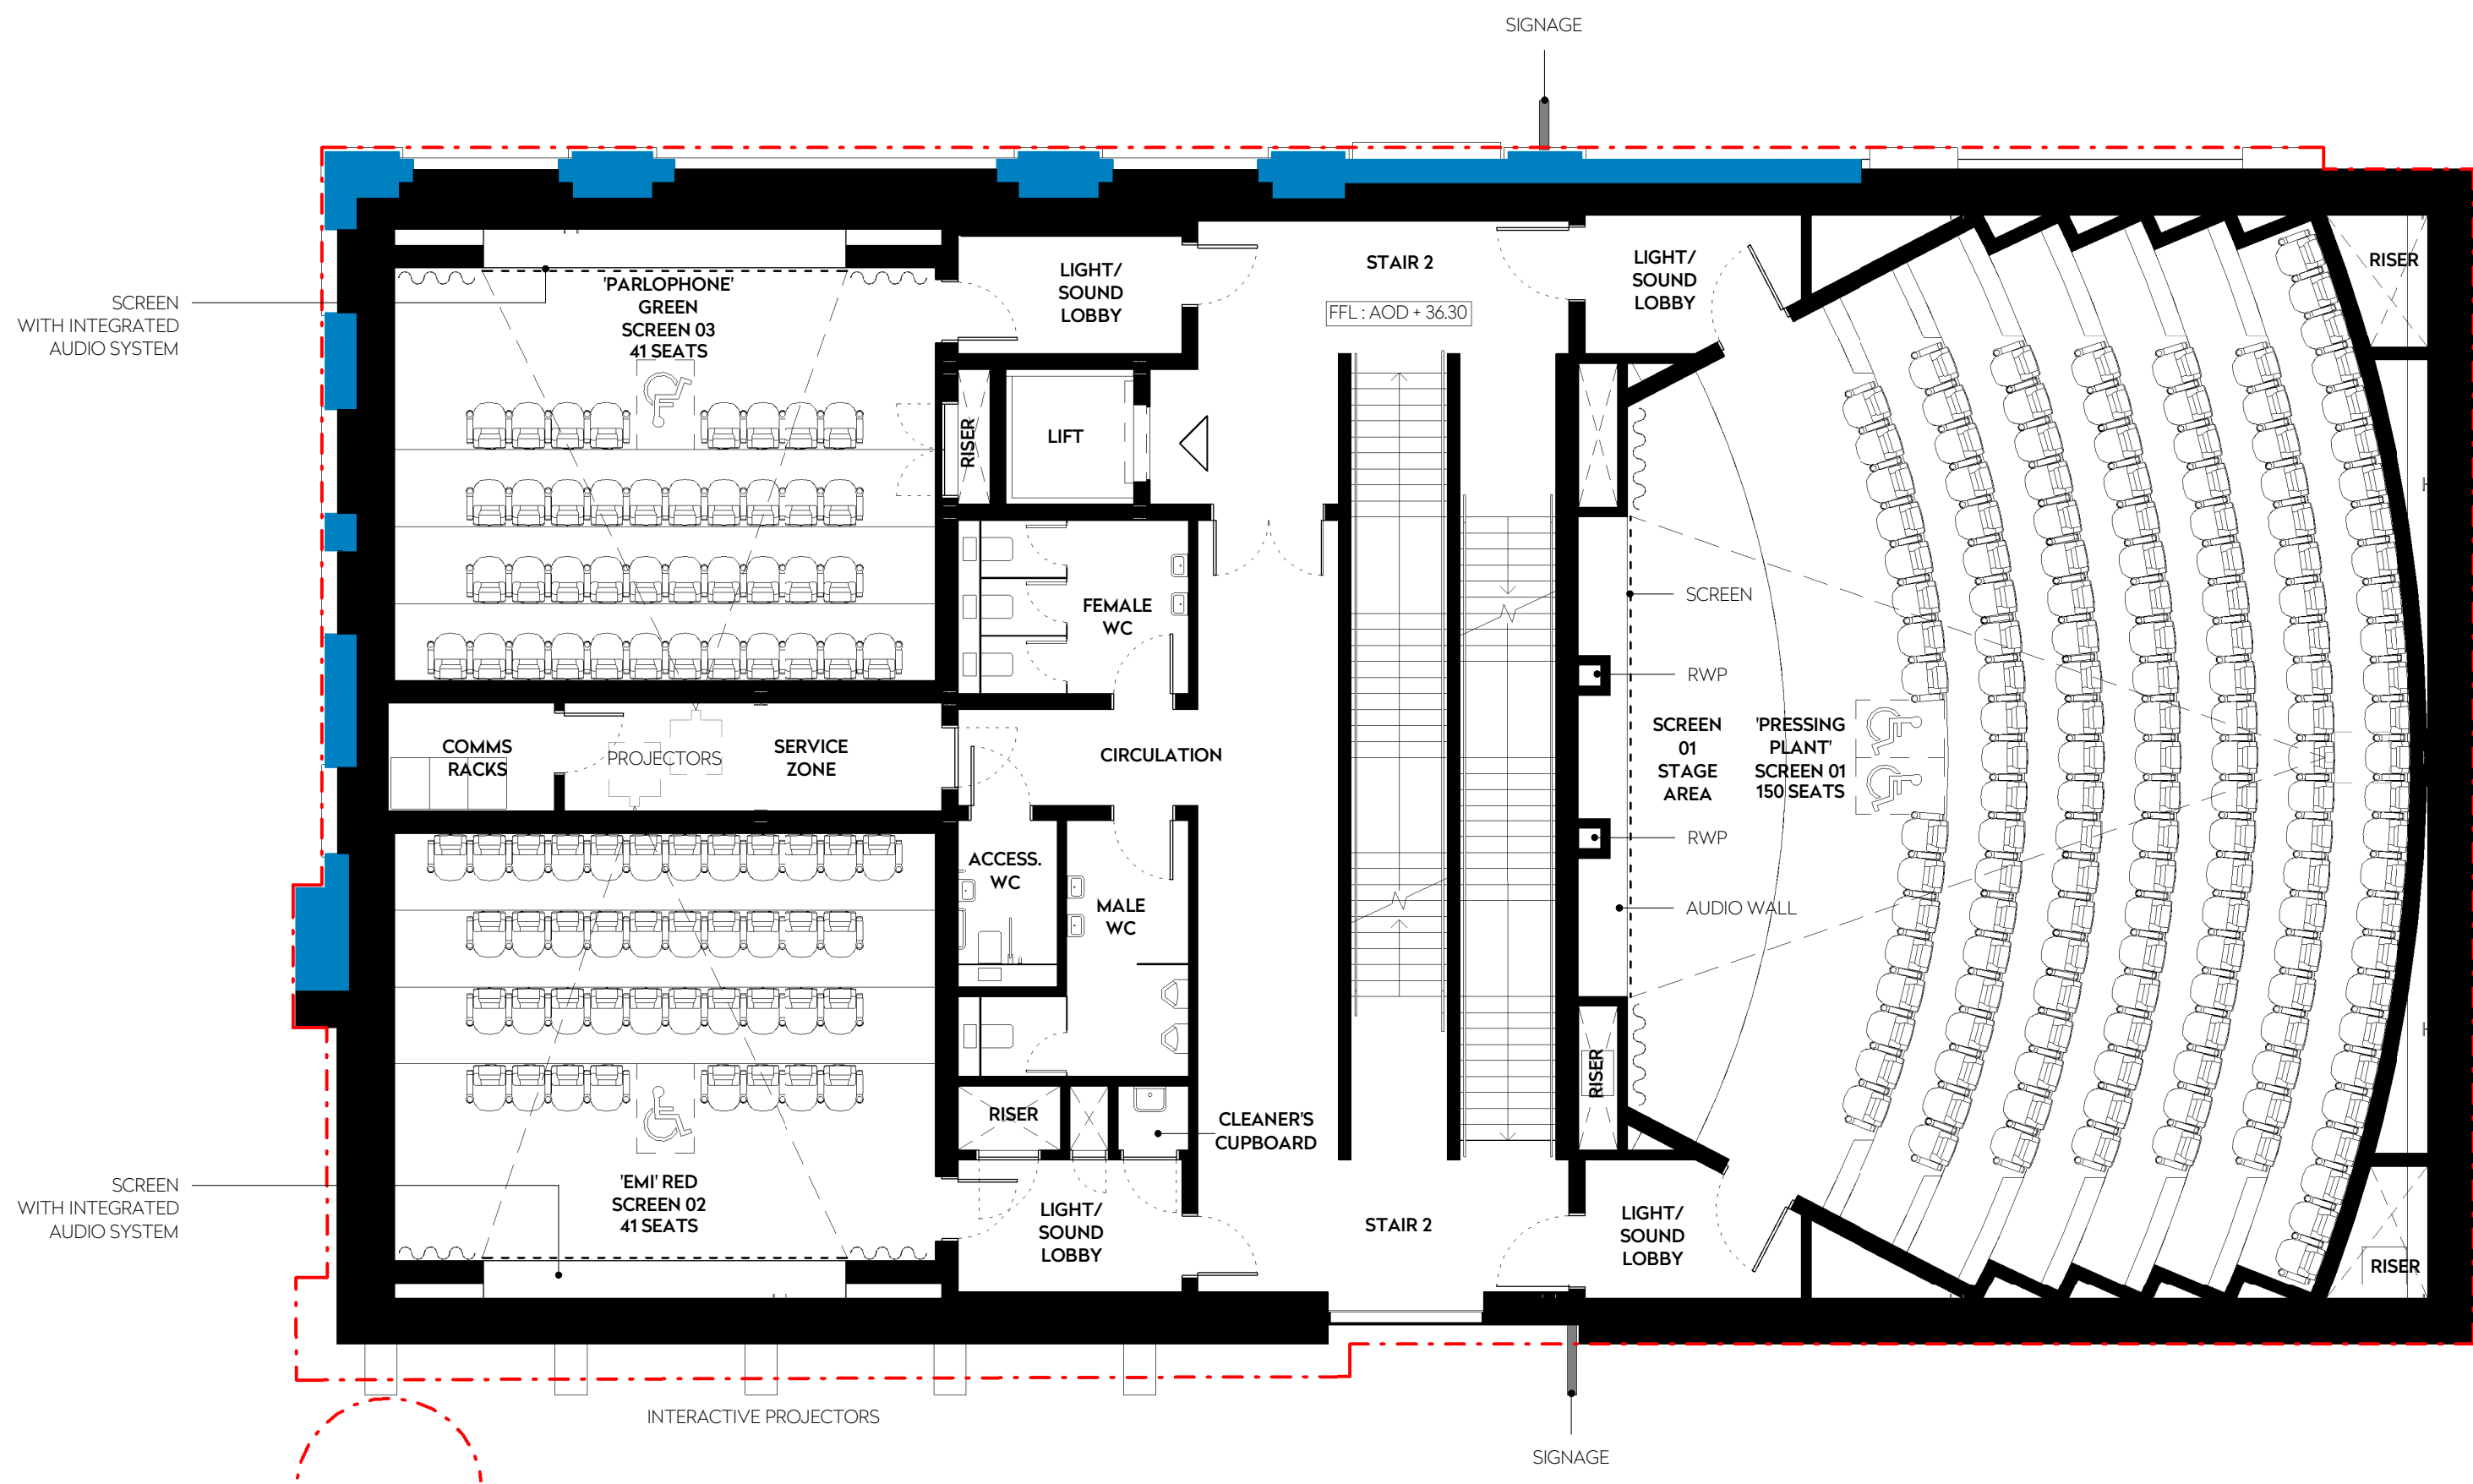 SIGNAGE
SCREEN
WITH INTEGRATED
AUDIO SYSTEM
'PARLOPHONE'
GREEN
SCREEN 03
41 SEATS
LIGHT/
SOUND
LOBBY
STAIR 2
FFL : AOD + 36.30
LIGHT/
SOUND
LOBBY
RISER
RISER
LIFT
FEMALE
WC
SCREEN
RWP
COMMS
RACKS
PROJECTORS
SERVICE
ZONE
CIRCULATION
SCREEN
01
STAGE
AREA
'PRESSING
PLANT'
SCREEN 01
150 SEATS
RWP
ACCESS.
WC
MALE
WC
AUDIO WALL
RISER
RISER
CLEANER'S
CUPBOARD
SCREEN
WITH INTEGRATED
AUDIO SYSTEM
'EMI' RED
SCREEN 02
41 SEATS
LIGHT/
SOUND
LOBBY
STAIR 2
LIGHT/
SOUND
LOBBY
RISER
INTERACTIVE PROJECTORS
SIGNAGE